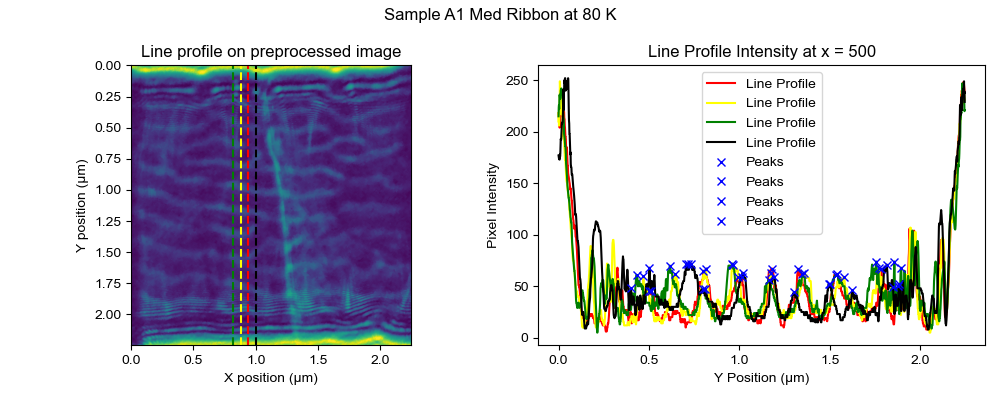 Sample A1 Med Ribbon at 80 K
Line profile on preprocessed image
0.00
0.25
0.50
0.75
1.00
1.25
1.50
1.75
2.00
Y position (μm)
0.0
0.5
1.0
1.5
2.0
X position (μm)
Line Profile Intensity at x = 500
250
200
150
100
50
0
Pixel Intensity
Line Profile
Line Profile
Line Profile
Line Profile
Peaks
Peaks
Peaks
Peaks
0.0
0.5
1.0
1.5
2.0
Y Position (μm)